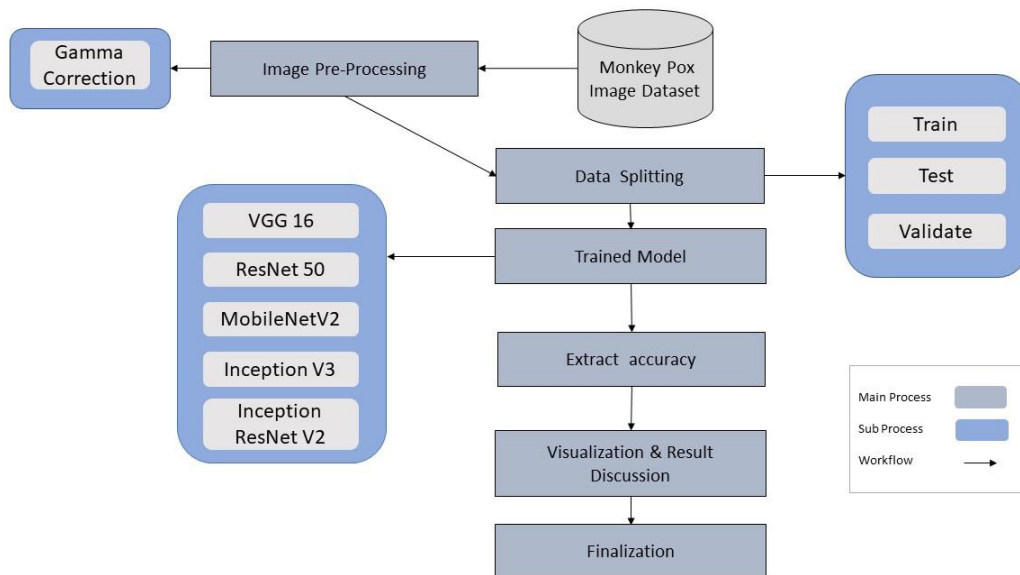 Gamma
Correction
Image Pre-Processing
Monkey Pox
Image Dataset
Train
Test
Validate
Data Splitting
VGG 16
ResNet 50
MobileNetV2
Inception V3
Inception
ResNet V2
Trained Model
Extract accuracy
Visualization & Result
Discussion
Finalization
Main Process
Sub Process
Workflow